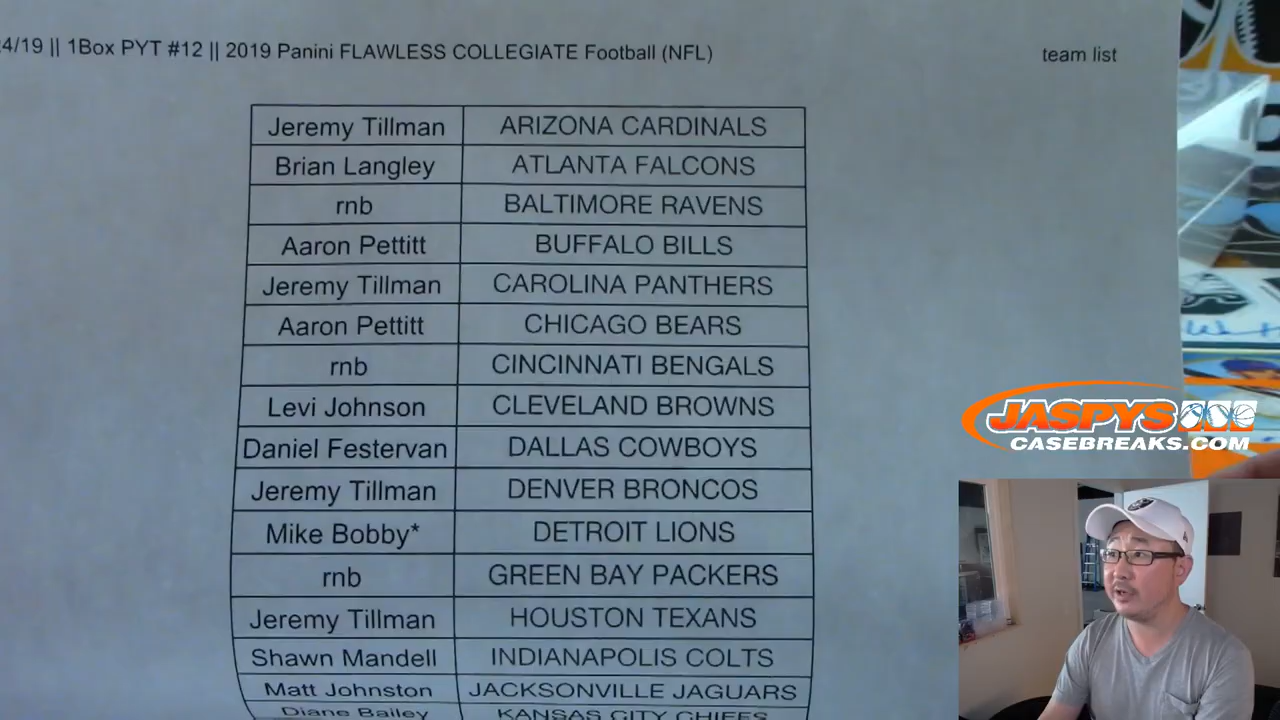 4/19 || 1Box PYT #12 || 2019 Panini FLAWLESS COLLEGIATE Football (NFL) team list
Jeremy Tillman ARIZONA CARDINALS
Brian Langley ATLANTA FALCONS
rnb BALTIMORE RAVENS
Aaron Pettitt BUFFALO BILLS
Jeremy Tillman CAROLINA PANTHERS
Aaron Pettitt CHICAGO BEARS
rnb CINCINNATI BENGALS
Levi Johnson CLEVELAND BROWNS
Daniel Festervan DALLAS COWBOYS
Jeremy Tillman DENVER BRONCOS
Mike Bobby* DETROIT LIONS
rnb GREEN BAY PACKERS
Jeremy Tillman HOUSTON TEXANS
Shawn Mandell INDIANAPOLIS COLTS
Matt Johnston JACKSONVILLE JAGUARS
Diane Bailey KANSAS CITY CHIEFS
JASPYS
CASEBREAKS.COM